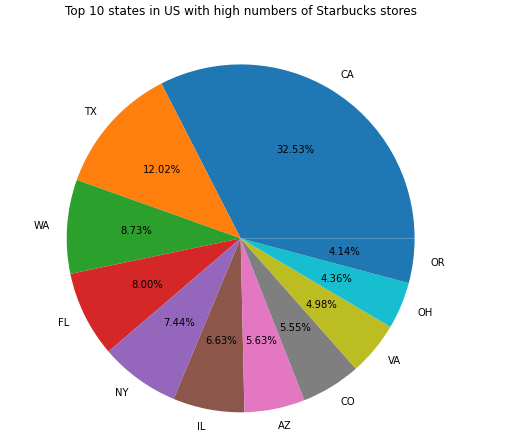 Top 10 states in US with high numbers of Starbucks stores
CA
32.53%
TX
12.02%
WA
8.73%
FL
8.00%
NY
7.44%
IL
6.63%
AZ
5.63%
CO
5.55%
VA
4.98%
OH
4.36%
OR
4.14%